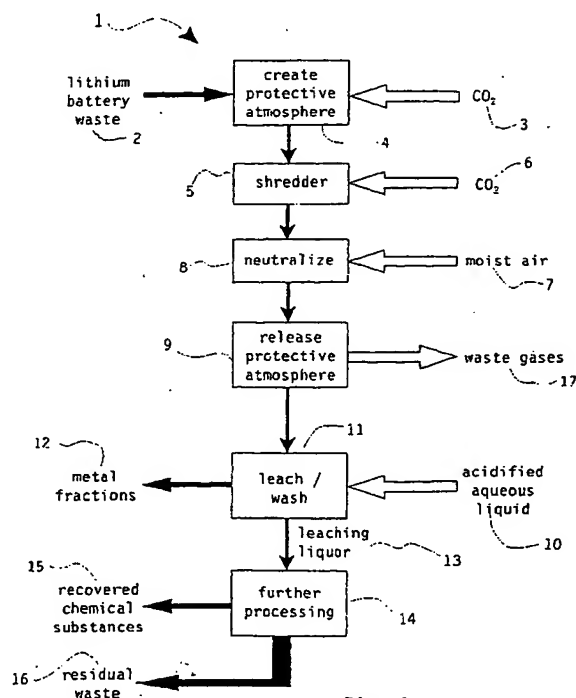 1
lithium
battery
waste
2
create
protective
atmosphere
4
CO2
3
5
shredder
CO2
6
8
neutralize
moist air
7
9
release
protective
atmosphere
waste gases
17
11
12
metal
fractions
leach /
wash
acidified
aqueous
liquid
10
leaching
liquor
13
15
recovered
chemical
substances
further
processing
14
16
residual
waste